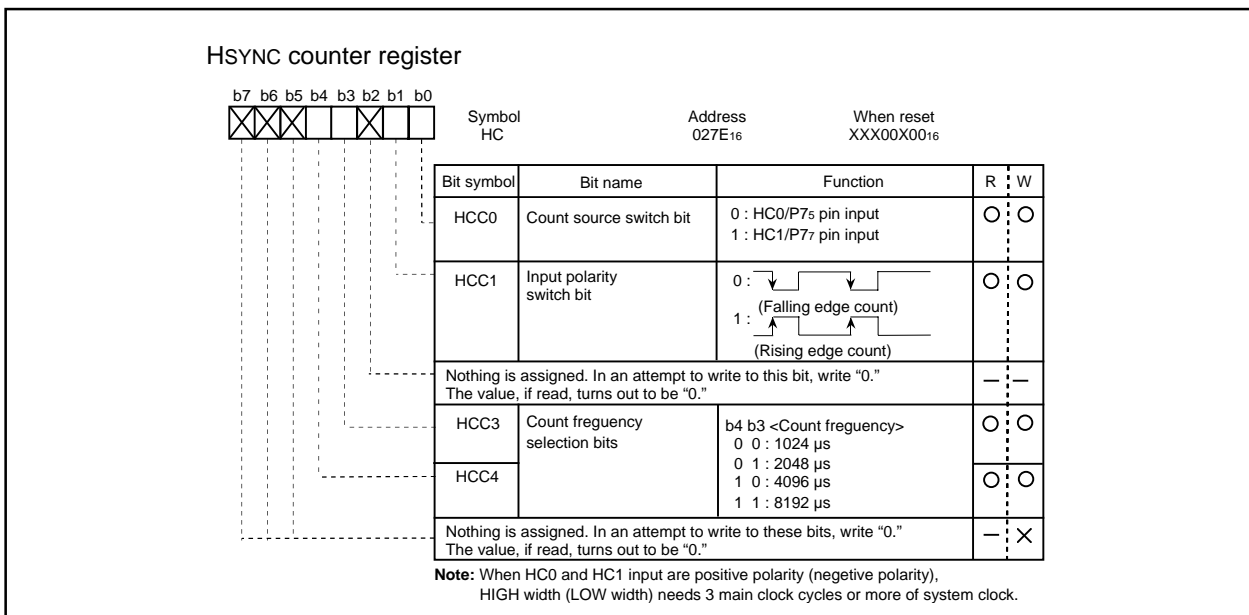 HSYNC counter register
b7 b6 b5 b4 b3 b2 b1 b0
Symbol Address When reset
HC 027E16 XXX00X0016
Bit symbol Bit name Function R W
HCC0 Count source switch bit 0 : HC0/P75 pin input
1 : HC1/P77 pin input
HCC1 Input polarity
switch bit
0 :
(Falling edge count)
1 :
(Rising edge count)
Nothing is assigned. In an attempt to write to this bit, write “0.”
The value, if read, turns out to be “0.”
HCC3 Count freguency
selection bits
b4 b3 <Count freguency>
0 0 : 1024 µs
0 1 : 2048 µs
HCC4 1 0 : 4096 µs
1 1 : 8192 µs
Nothing is assigned. In an attempt to write to these bits, write “0.”
The value, if read, turns out to be “0.”
Note: When HC0 and HC1 input are positive polarity (negetive polarity),
HIGH width (LOW width) needs 3 main clock cycles or more of system clock.